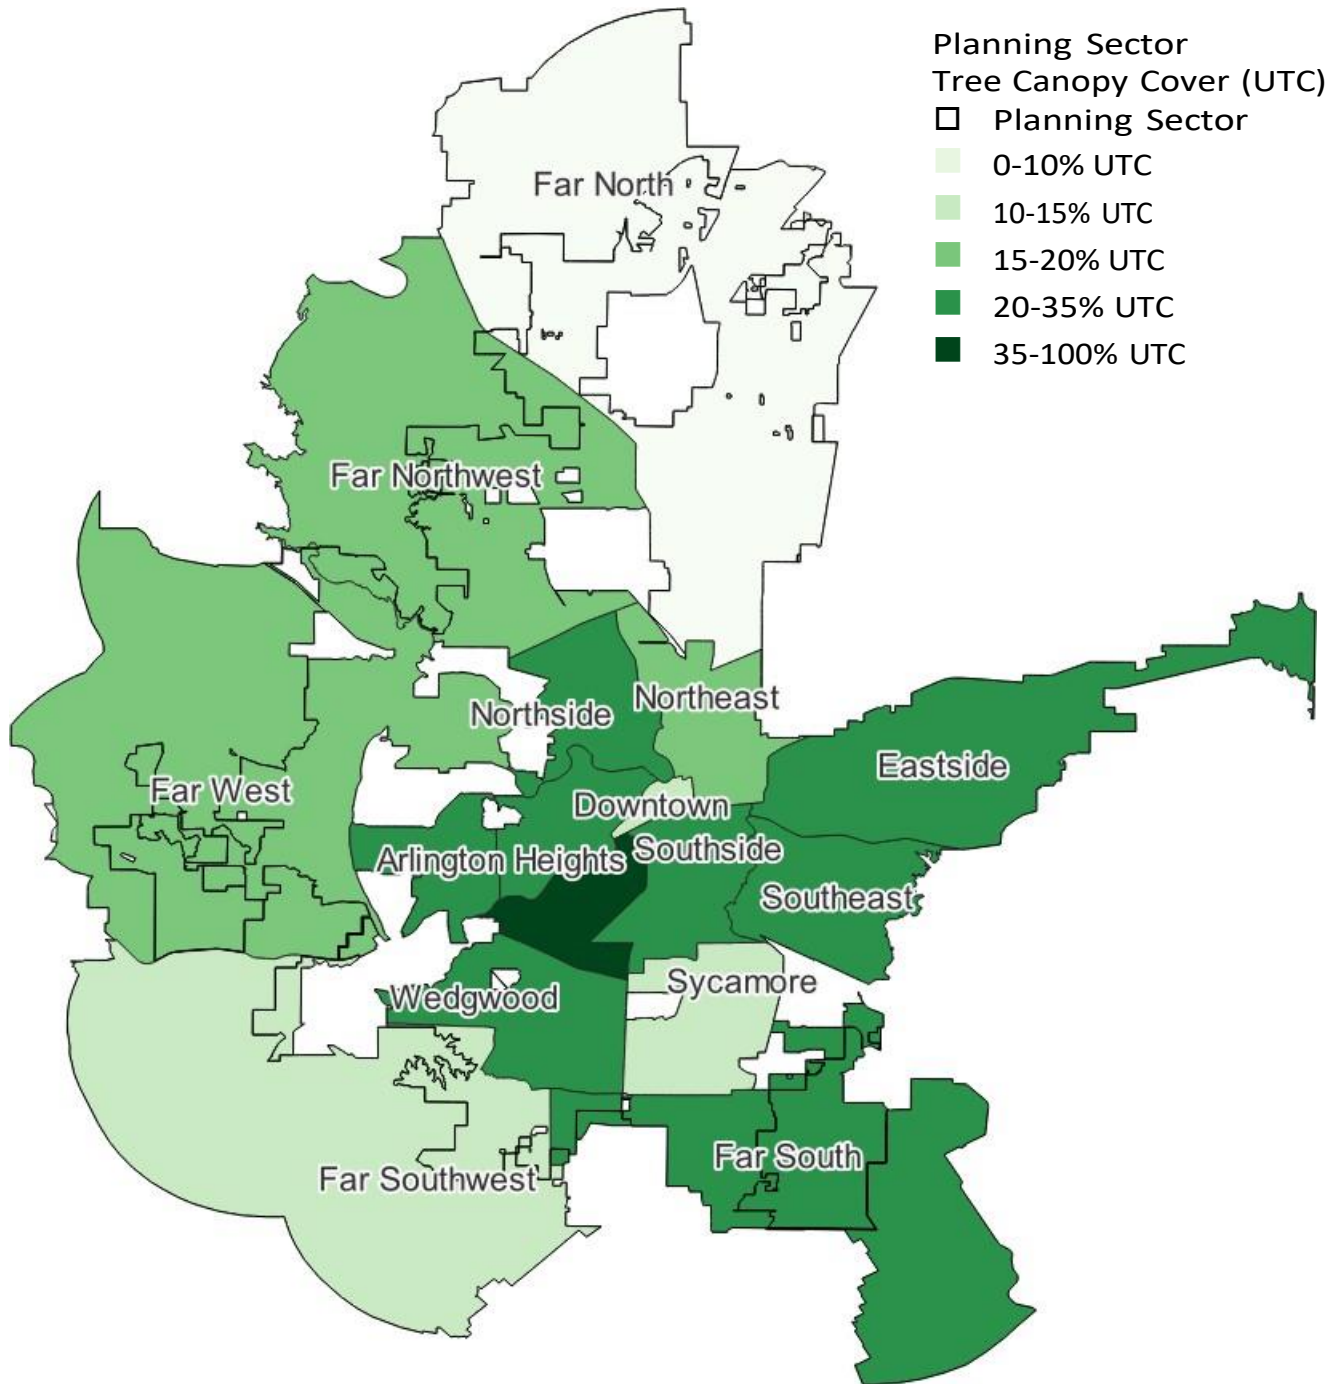 Planning Sector
Tree Canopy Cover (UTC)
Planning Sector
0-10% UTC
10-15% UTC
15-20% UTC
20-35% UTC
35-100% UTC
Far North
Far Northwest
Northeast
Northside
Eastside
Far West
Downtown
Southside
Arlington Heights
Southeast
Sycamore
Wedgwood
Far South
Far Southwest